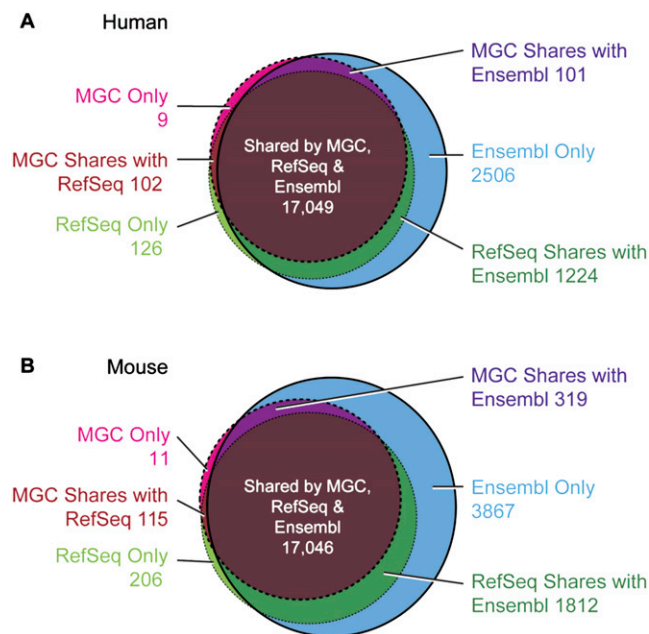 A Human
MGC Shares with
Ensembl 101
MGC Only
9
Shared by MGC,
RefSeq &
Ensembl
17,049
Ensembl Only
2506
MGC Shares with
RefSeq 102
RefSeq Only
126
RefSeq Shares with
Ensembl 1224
B Mouse
MGC Shares with
Ensembl 319
MGC Only
11
Shared by MGC,
RefSeq &
Ensembl
17,046
Ensembl Only
3867
MGC Shares with
RefSeq 115
RefSeq Only
206
RefSeq Shares with
Ensembl 1812